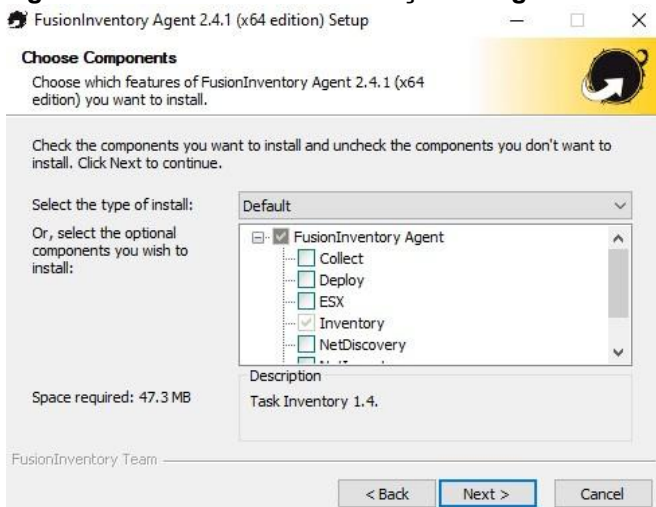 FusionInventory Agent 2.4.1 (x64 edition) Setup
Choose Components
Choose which features of FusionInventory Agent 2.4.1 (x64
edition) you want to install.
Check the components you want to install and uncheck the components you don't want to
install. Click Next to continue.
Select the type of install:
Default
Or, select the optional
components you wish to
install:
FusionInventory Agent
Collect
Deploy
ESX
Inventory
NetDiscovery
Space required: 47.3 MB
Description
Task Inventory 1.4.
FusionInventory Team
< Back Next > Cancel